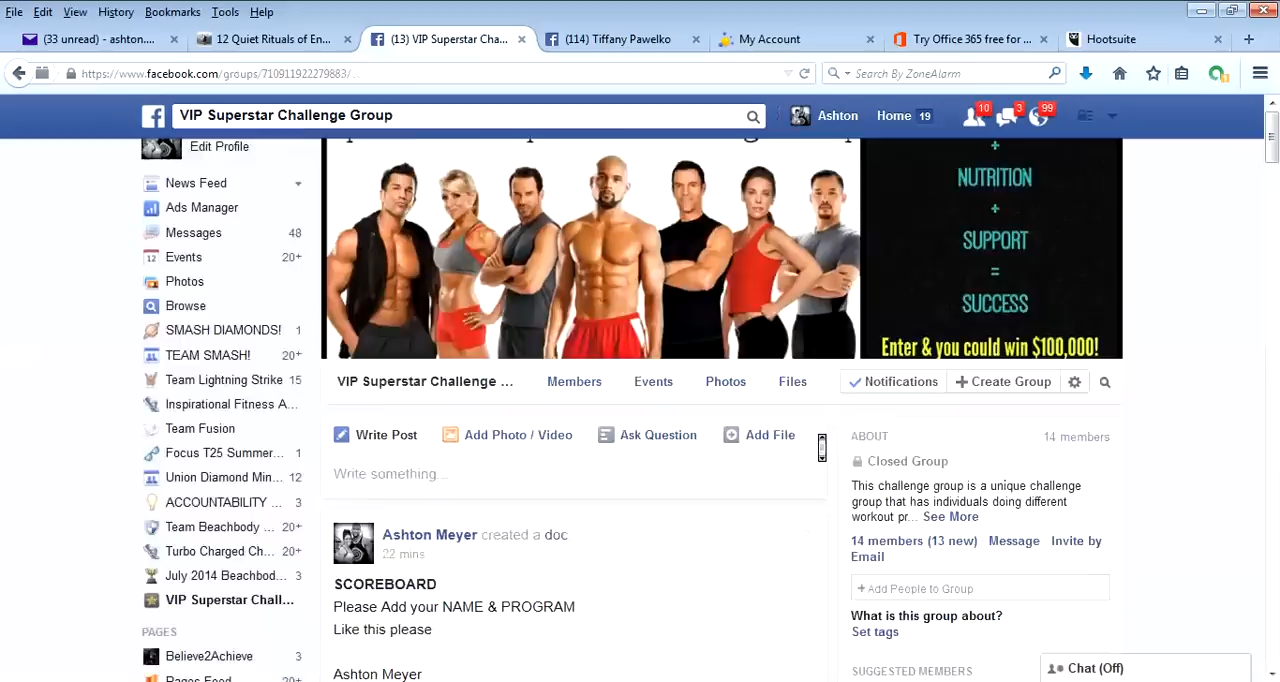 File Edit View History Bookmarks Tools Help
(33 unread) - ashton.... 12 Quiet Rituals of En... (13) VIP Superstar Cha... (114) Tiffany Pawelko My Account Try Office 365 free for ... Hootsuite
https://www.facebook.com/groups/710911922279883/.. Search By ZoneAlarm
VIP Superstar Challenge Group Ashton Home 19 10 3 99
Edit Profile
News Feed
Ads Manager
Messages 48
12 Events 20+
Photos
Browse
SMASH DIAMONDS! 1
TEAM SMASH! 20+
Team Lightning Strike 15
Inspirational Fitness A...
Team Fusion
Focus T25 Summer... 1
Union Diamond Min... 12
ACCOUNTABILITY ... 3
Team Beachbody ... 20+
Turbo Charged Ch... 20+
July 2014 Beachbod... 3
VIP Superstar Chall...
PAGES
Believe2Achieve 3
Pages Feed 20+
+
NUTRITION
+
SUPPORT
=
SUCCESS
Enter & you could win $100,000!
VIP Superstar Challenge ... Members Events Photos Files Notifications Create Group
Write Post Add Photo / Video Ask Question Add File
Write something...
Ashton Meyer created a doc
22 mins
SCOREBOARD
Please Add your NAME & PROGRAM
Like this please
Ashton Meyer
ABOUT 14 members
Closed Group
This challenge group is a unique challenge
group that has individuals doing different
workout pr... See More
14 members (13 new) Message Invite by
Email
+ Add People to Group
What is this group about?
Set tags
SUGGESTED MEMBERS
Chat (Off)